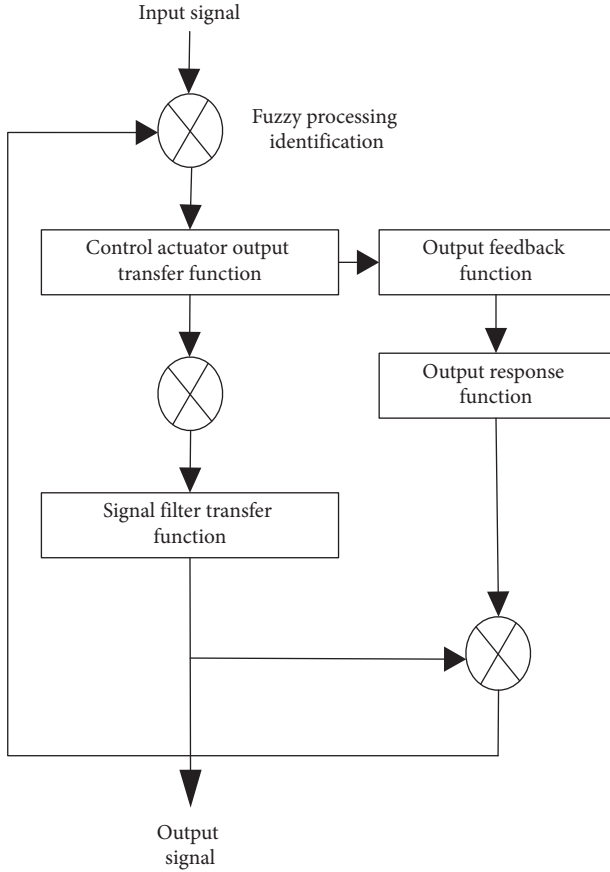 Input signal
Fuzzy processing
identification
Control actuator output
transfer function
Output feedback
function
Output response
function
Signal filter transfer
function
Output
signal